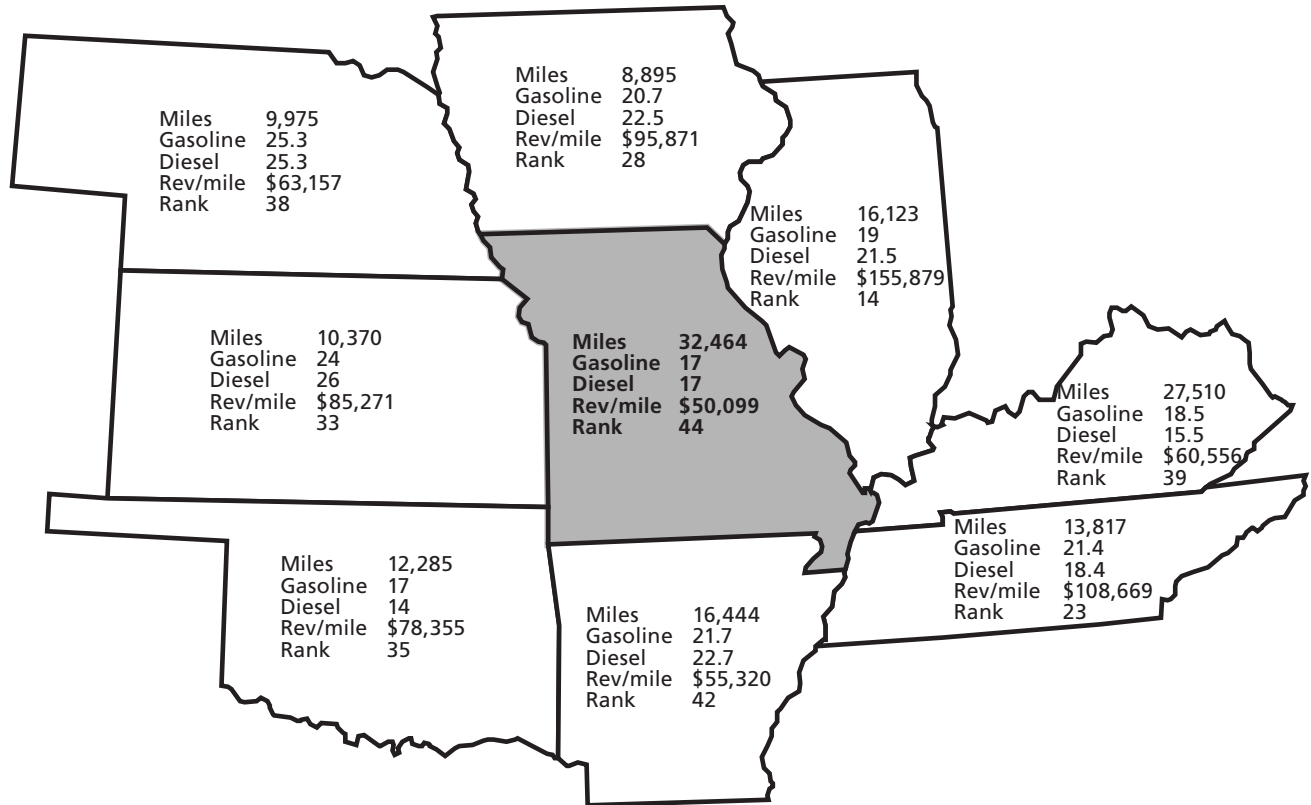 Miles 8,895
Gasoline 20.7
Diesel 22.5
Rev/mile $95,871
Rank 28
Miles 9,975
Gasoline 25.3
Diesel 25.3
Rev/mile $63,157
Rank 38
Miles 16,123
Gasoline 19
Diesel 21.5
Rev/mile $155,879
Rank 14
Miles 10,370
Gasoline 24
Diesel 26
Rev/mile $85,271
Rank 33
Miles 32,464
Gasoline 17
Diesel 17
Rev/mile $50,099
Rank 44
Miles 27,510
Gasoline 18.5
Diesel 15.5
Rev/mile $60,556
Rank 39
Miles 13,817
Gasoline 21.4
Diesel 18.4
Rev/mile $108,669
Rank 23
Miles 12,285
Gasoline 17
Diesel 14
Rev/mile $78,355
Rank 35
Miles 16,444
Gasoline 21.7
Diesel 22.7
Rev/mile $55,320
Rank 42